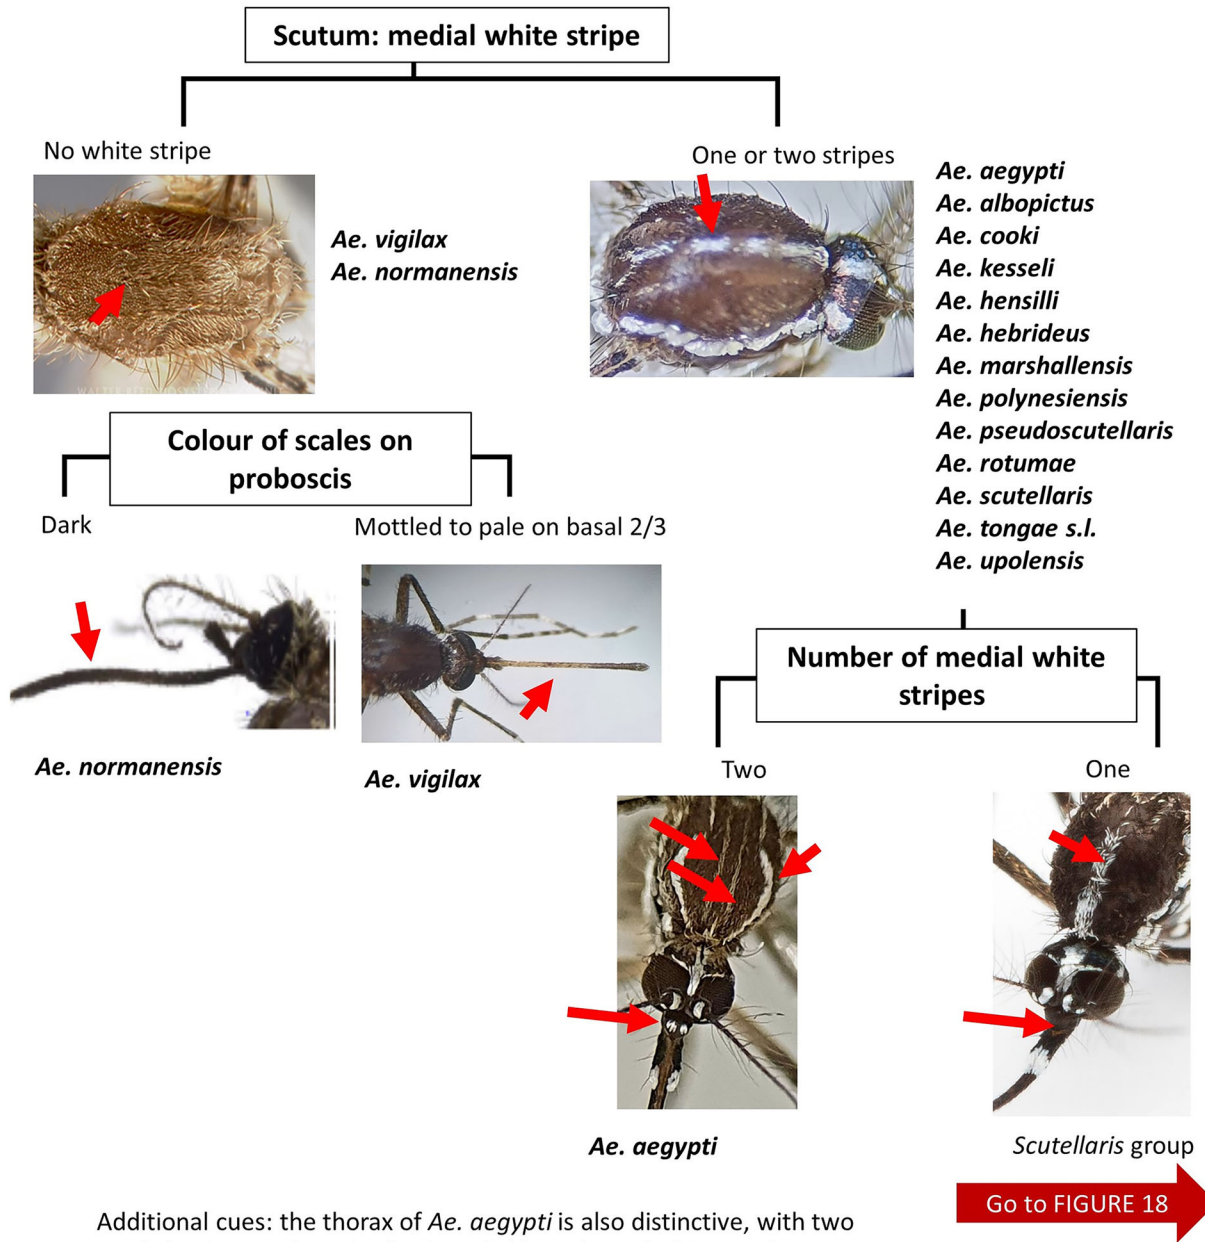 Scutum: medial white stripe
No white stripe
One or two stripes
Ae. vigilax
Ae. normanensis
Ae. aegypti
Ae. albopictus
Ae. cooki
Ae. kesseli
Ae. hensilli
Ae. hebrideus
Ae. marshallensis
Ae. polynesiensis
Ae. pseudoscutellaris
Ae. rotumae
Ae. scutellaris
Ae. tongae s.l.
Ae. upolensis
Colour of scales on
proboscis
Dark
Mottled to pale on basal 2/3
Ae. normanensis
Ae. vigilax
Number of medial white
stripes
Two
One
Ae. aegypti
Scutellaris group
Go to FIGURE 18
Additional cues: the thorax of Ae. aegypti is also distinctive, with two